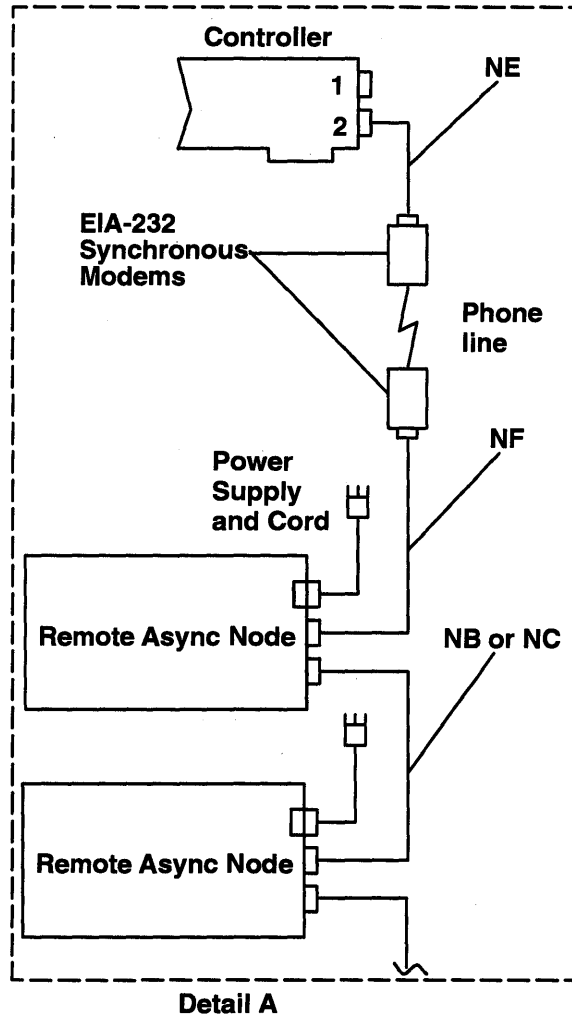 Controller
1
2
NE
EIA-232
Synchronous
Modems
Phone
line
NF
Power
Supply
and Cord
Remote Async Node
NB or NC
Remote Async Node
Detail A